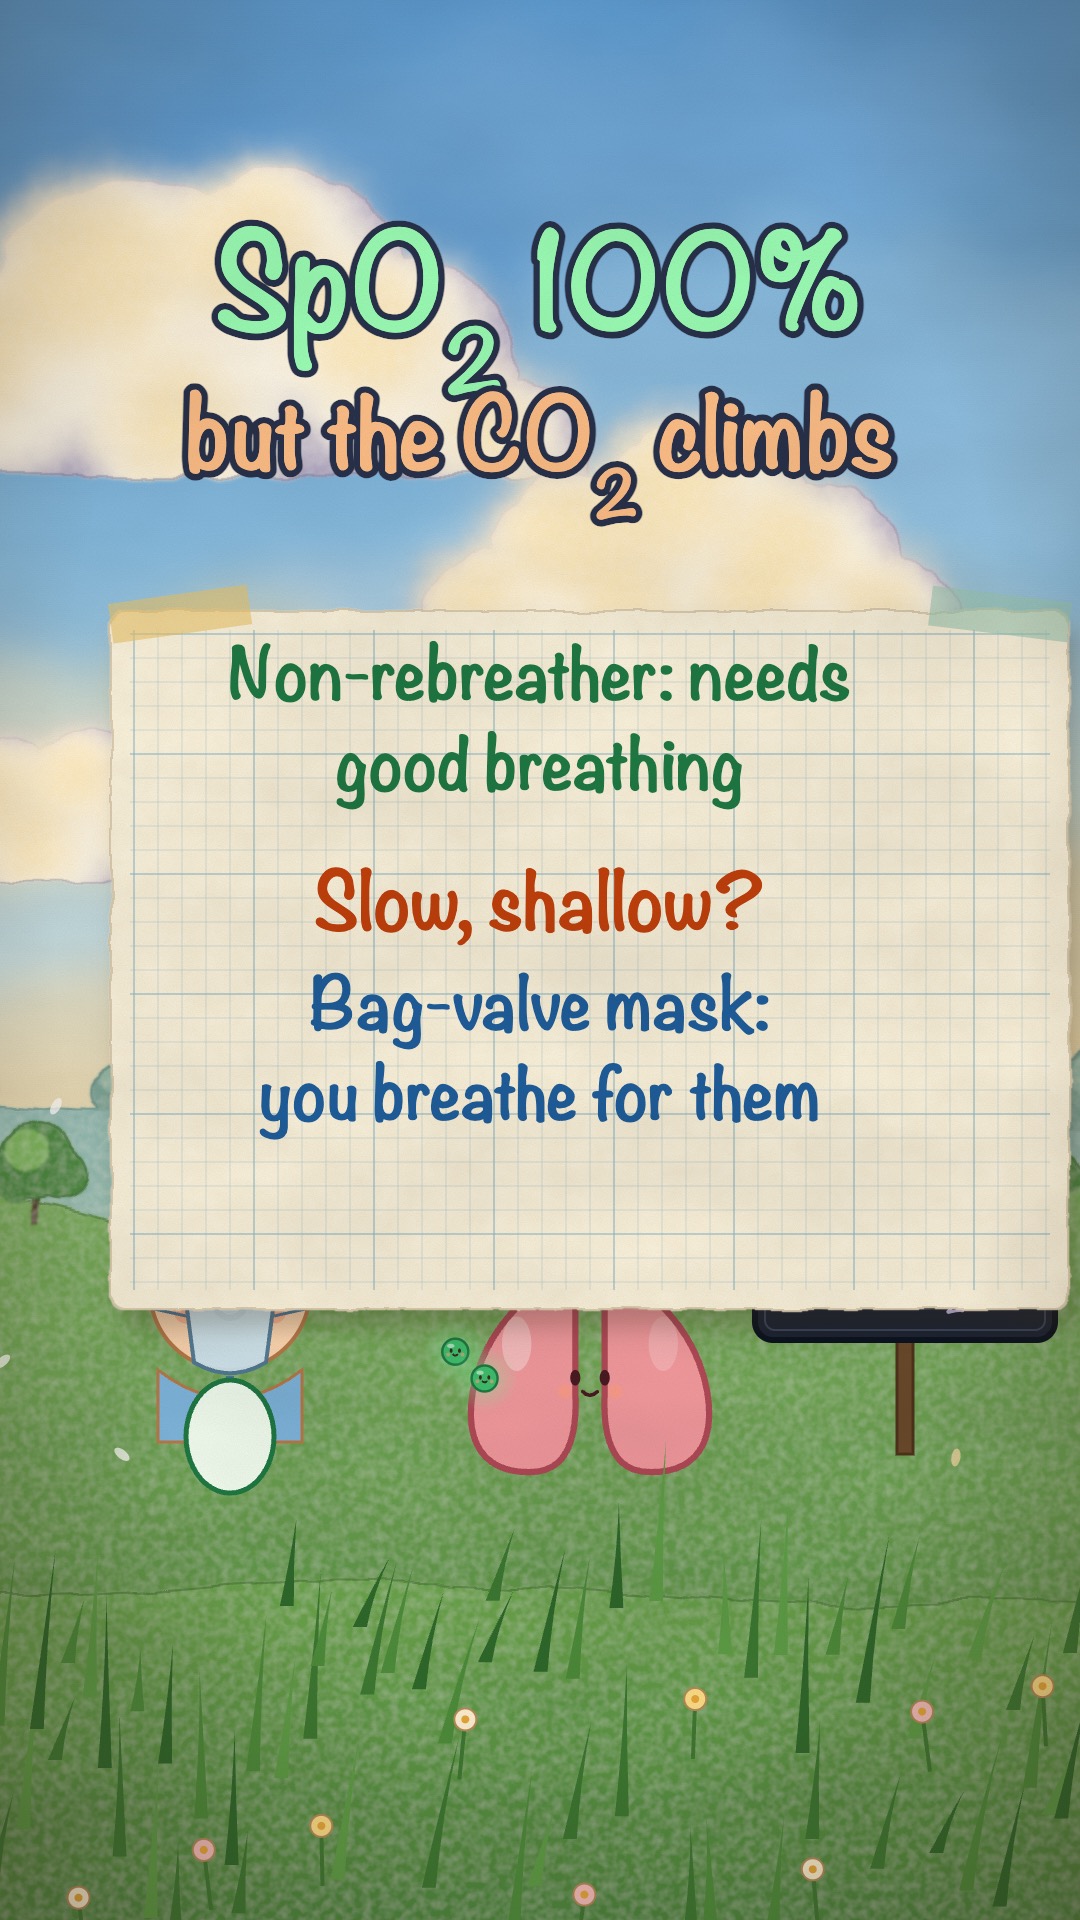 SpO₂ 100%
but the CO₂ climbs
Non-rebreather: needs
good breathing
Slow, shallow?
Bag-valve mask:
you breathe for them